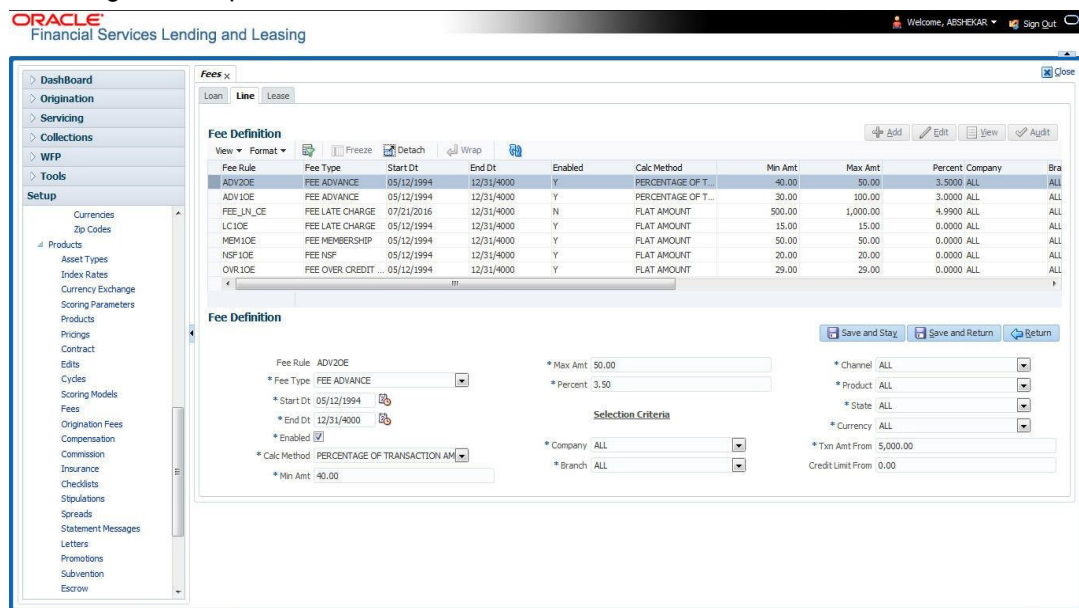 ORACLE
Financial Services Lending and Leasing
Welcome, ABSHEKAR
Sign Out
Close
DashBoard
Origination
Servicing
Collections
WFP
Tools
Setup
Currencies
Zip Codes
Products
Asset Types
Index Rates
Currency Exchange
Scoring Parameters
Products
Pricings
Contract
Edits
Cycles
Scoring Models
Fees
Origination Fees
Compensation
Commission
Insurance
Checklists
Stipulations
Spreads
Statement Messages
Letters
Promotions
Subvention
Escrow
Fees x
Loan Line Lease
Fee Definition
Add Edit View Audit
View Format Freeze Detach Wrap
Fee Rule Fee Type Start Dt End Dt Enabled Calc Method Min Amt Max Amt Percent Company Bra
ADV2OE FEE ADVANCE 05/12/1994 12/31/4000 Y PERCENTAGE OF T... 40.00 50.00 3.5000 ALL ALL
ADV1OE FEE ADVANCE 05/12/1994 12/31/4000 Y PERCENTAGE OF T... 30.00 100.00 3.0000 ALL ALL
FEE_LN_CE FEE LATE CHARGE 07/21/2016 12/31/4000 N FLAT AMOUNT 500.00 1,000.00 4.9900 ALL ALL
LC1OE FEE LATE CHARGE 05/12/1994 12/31/4000 Y FLAT AMOUNT 15.00 15.00 0.0000 ALL ALL
MEM1OE FEE MEMBERSHIP 05/12/1994 12/31/4000 Y FLAT AMOUNT 50.00 50.00 0.0000 ALL ALL
NSF1OE FEE NSF 05/12/1994 12/31/4000 Y FLAT AMOUNT 20.00 20.00 0.0000 ALL ALL
OVR1OE FEE OVER CREDIT ... 05/12/1994 12/31/4000 Y FLAT AMOUNT 29.00 29.00 0.0000 ALL ALL
Fee Definition
Save and Stay Save and Return Return
Fee Rule ADV2OE
* Fee Type FEE ADVANCE
* Start Dt 05/12/1994
* End Dt 12/31/4000
* Enabled
* Calc Method PERCENTAGE OF TRANSACTION AM
* Min Amt 40.00
* Max Amt 50.00
* Percent 3.50
Selection Criteria
* Company ALL
* Branch ALL
* Channel ALL
* Product ALL
* State ALL
* Currency ALL
* Txn Amt From 5,000.00
Credit Limit From 0.00